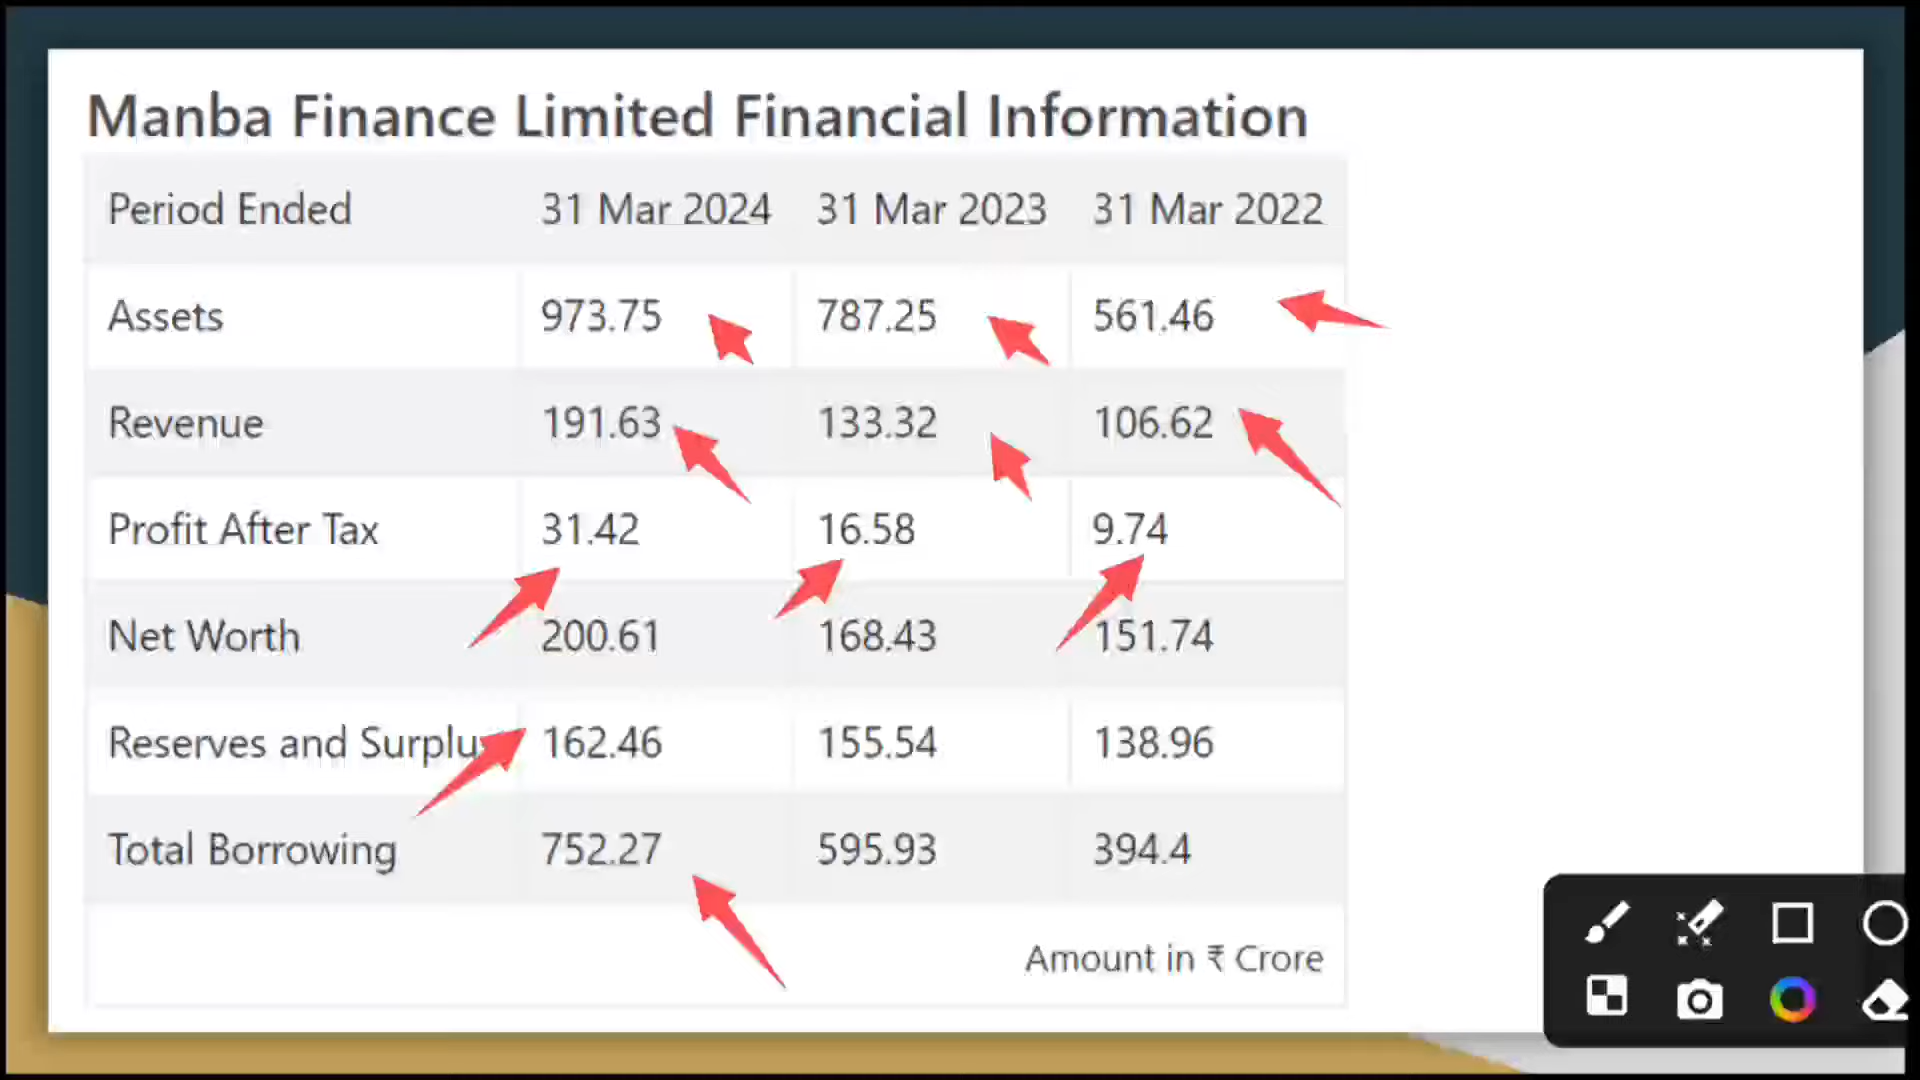 Manba Finance Limited Financial Information
Period Ended 31 Mar 2024 31 Mar 2023 31 Mar 2022
Assets 973.75 787.25 561.46
Revenue 191.63 133.32 106.62
Profit After Tax 31.42 16.58 9.74
Net Worth 200.61 168.43 151.74
Reserves and Surplus 162.46 155.54 138.96
Total Borrowing 752.27 595.93 394.4
Amount in ₹ Crore